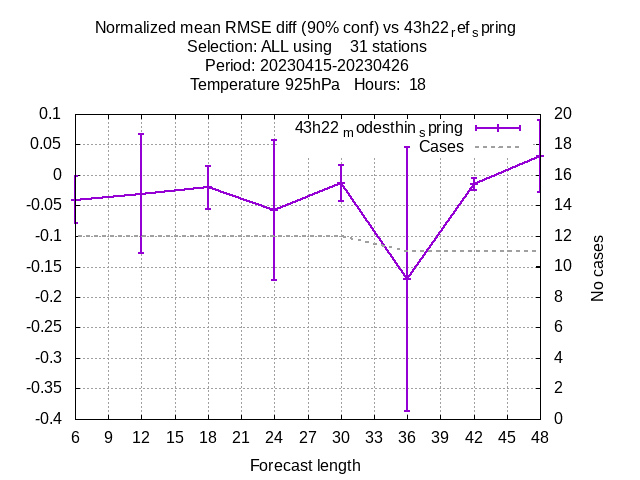 Normalized mean RMSE diff (90% conf) vs 43h22refspring
Selection: ALL using 31 stations
Period: 20230415-20230426
Temperature 925hPa Hours: 18
43h22modesthinspring
Cases
0.1
0.05
0
-0.05
-0.1
-0.15
-0.2
-0.25
-0.3
-0.35
-0.4
20
18
16
14
12
10
8
6
4
2
0
No cases
6 9 12 15 18 21 24 27 30 33 36 39 42 45 48
Forecast length